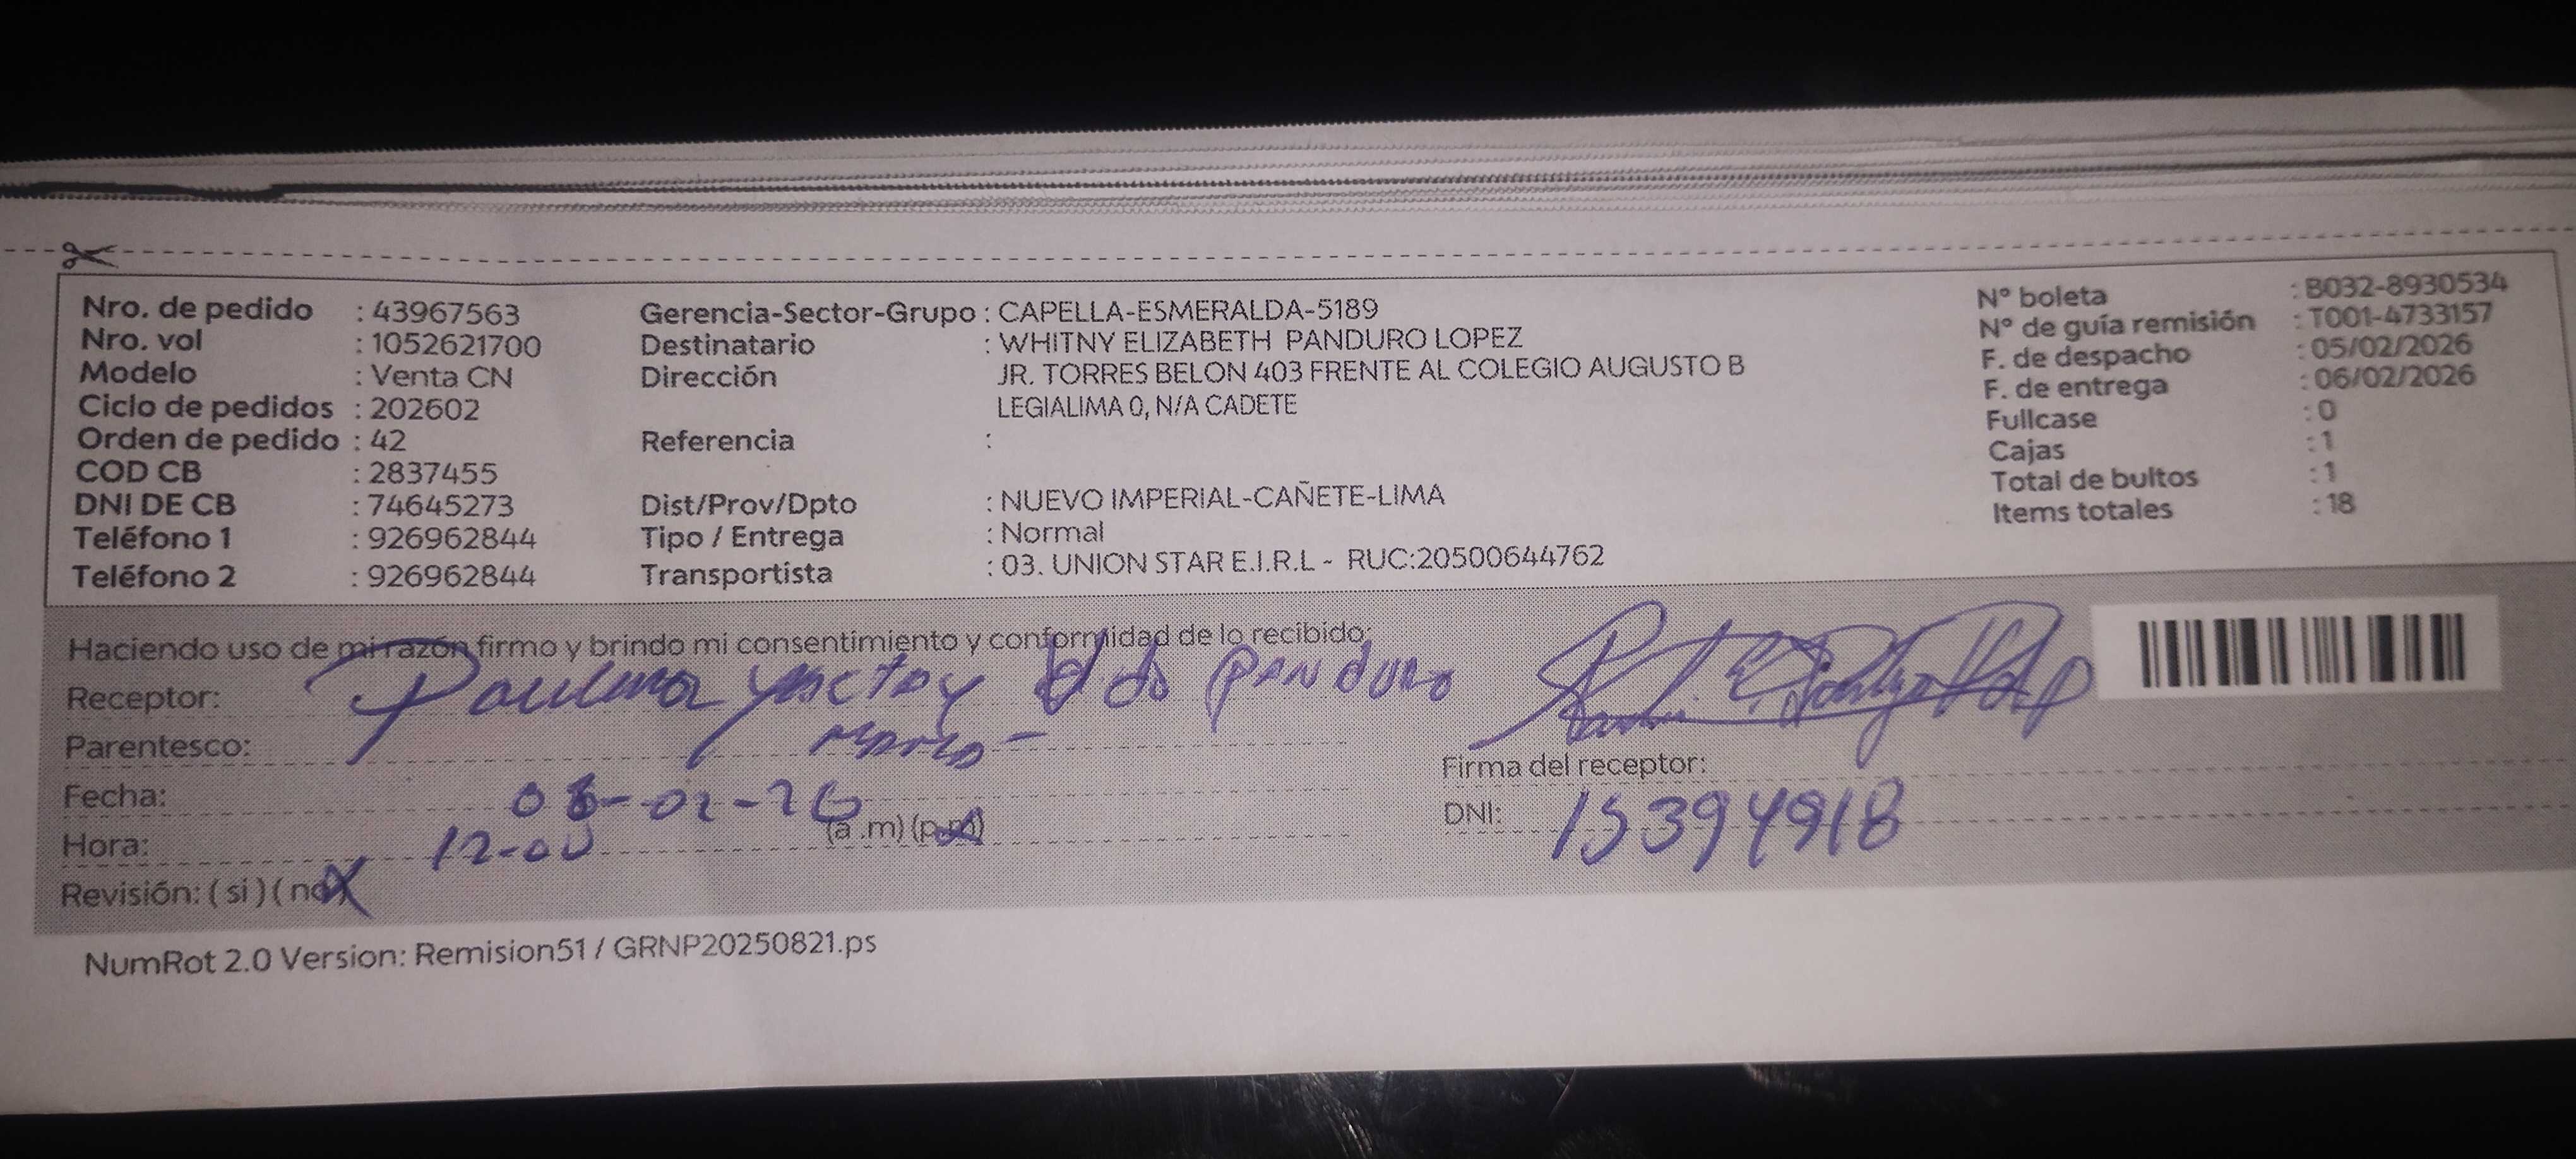 Nro. de pedido : 43967563
Nro. vol : 1052621700
Modelo : Venta CN
Ciclo de pedidos : 202602
Orden de pedido : 42
COD CB : 2837455
DNI DE CB : 74645273
Teléfono 1 : 926962844
Teléfono 2 : 926962844
Gerencia-Sector-Grupo : CAPELLA-ESMERALDA-5189
Destinatario : WHITNY ELIZABETH PANDURO LOPEZ
Dirección JR. TORRES BELON 403 FRENTE AL COLEGIO AUGUSTO B
LEGIALIMA 0, N/A CADETE
Referencia :
Dist/Prov/Dpto : NUEVO IMPERIAL-CAÑETE-LIMA
Tipo / Entrega : Normal
Transportista : 03. UNION STAR E.I.R.L - RUC:20500644762
N° boleta : B032-8930534
N° de guía remisión : T001-4733157
F. de despacho : 05/02/2026
F. de entrega : 06/02/2026
Fullcase : 0
Cajas : 1
Total de bultos : 1
Items totales : 18
Haciendo uso de mi razón firmo y brindo mi consentimiento y conformidad de lo recibido:
Receptor: Paulina yactay panduro
Parentesco:
Fecha: 06-02-26
Hora: 12-00 (a .m) (p.m)
Revisión: ( si ) ( no )
Firma del receptor:
DNI: 15394918
NumRot 2.0 Version: Remision51 / GRNP20250821.ps